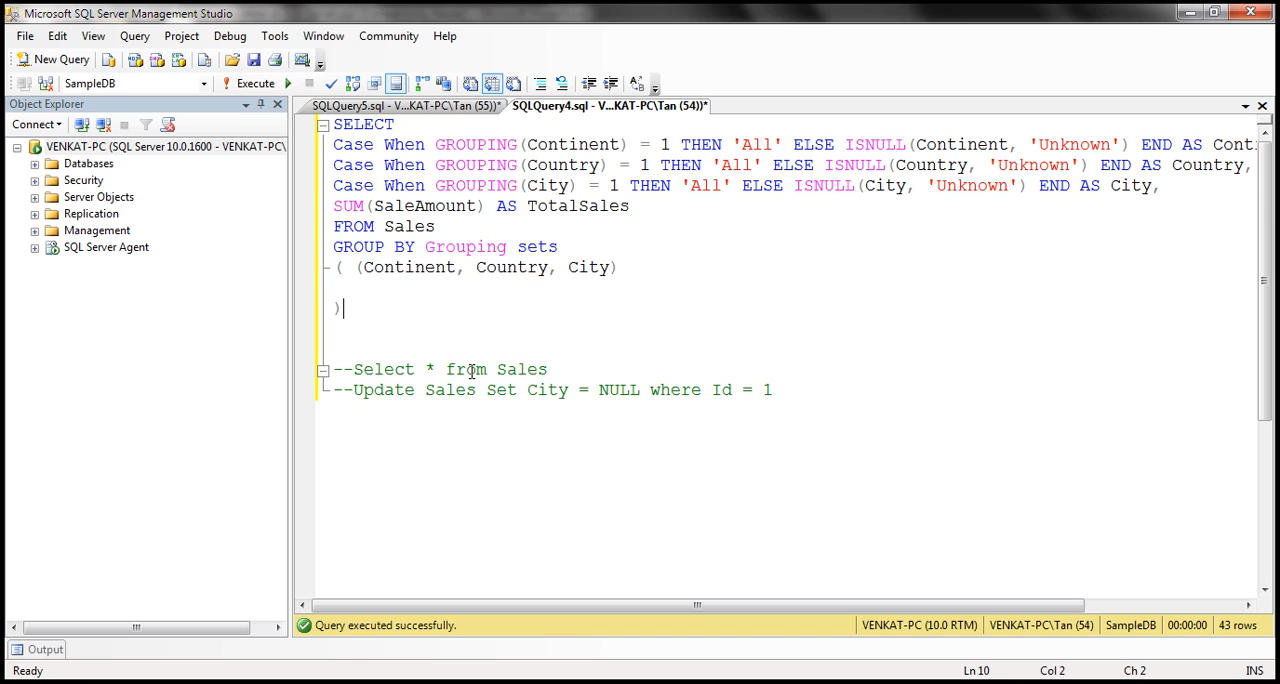 Microsoft SQL Server Management Studio
File Edit View Query Project Debug Tools Window Community Help
New Query
SampleDB Execute
Object Explorer
SQLQuery5.sql - V...KAT-PC\Tan (55))* SQLQuery4.sql - V...KAT-PC\Tan (54))*
Connect
VENKAT-PC (SQL Server 10.0.1600 - VENKAT-PC\
Databases
Security
Server Objects
Replication
Management
SQL Server Agent
SELECT
Case When GROUPING(Continent) = 1 THEN 'All' ELSE ISNULL(Continent, 'Unknown') END AS Cont
Case When GROUPING(Country) = 1 THEN 'All' ELSE ISNULL(Country, 'Unknown') END AS Country,
Case When GROUPING(City) = 1 THEN 'All' ELSE ISNULL(City, 'Unknown') END AS City,
SUM(SaleAmount) AS TotalSales
FROM Sales
GROUP BY Grouping sets
( (Continent, Country, City)
)
--Select * from Sales
--Update Sales Set City = NULL where Id = 1
Query executed successfully. VENKAT-PC (10.0 RTM) VENKAT-PC\Tan (54) SampleDB 00:00:00 43 rows
Output
Ready Ln 10 Col 2 Ch 2 INS